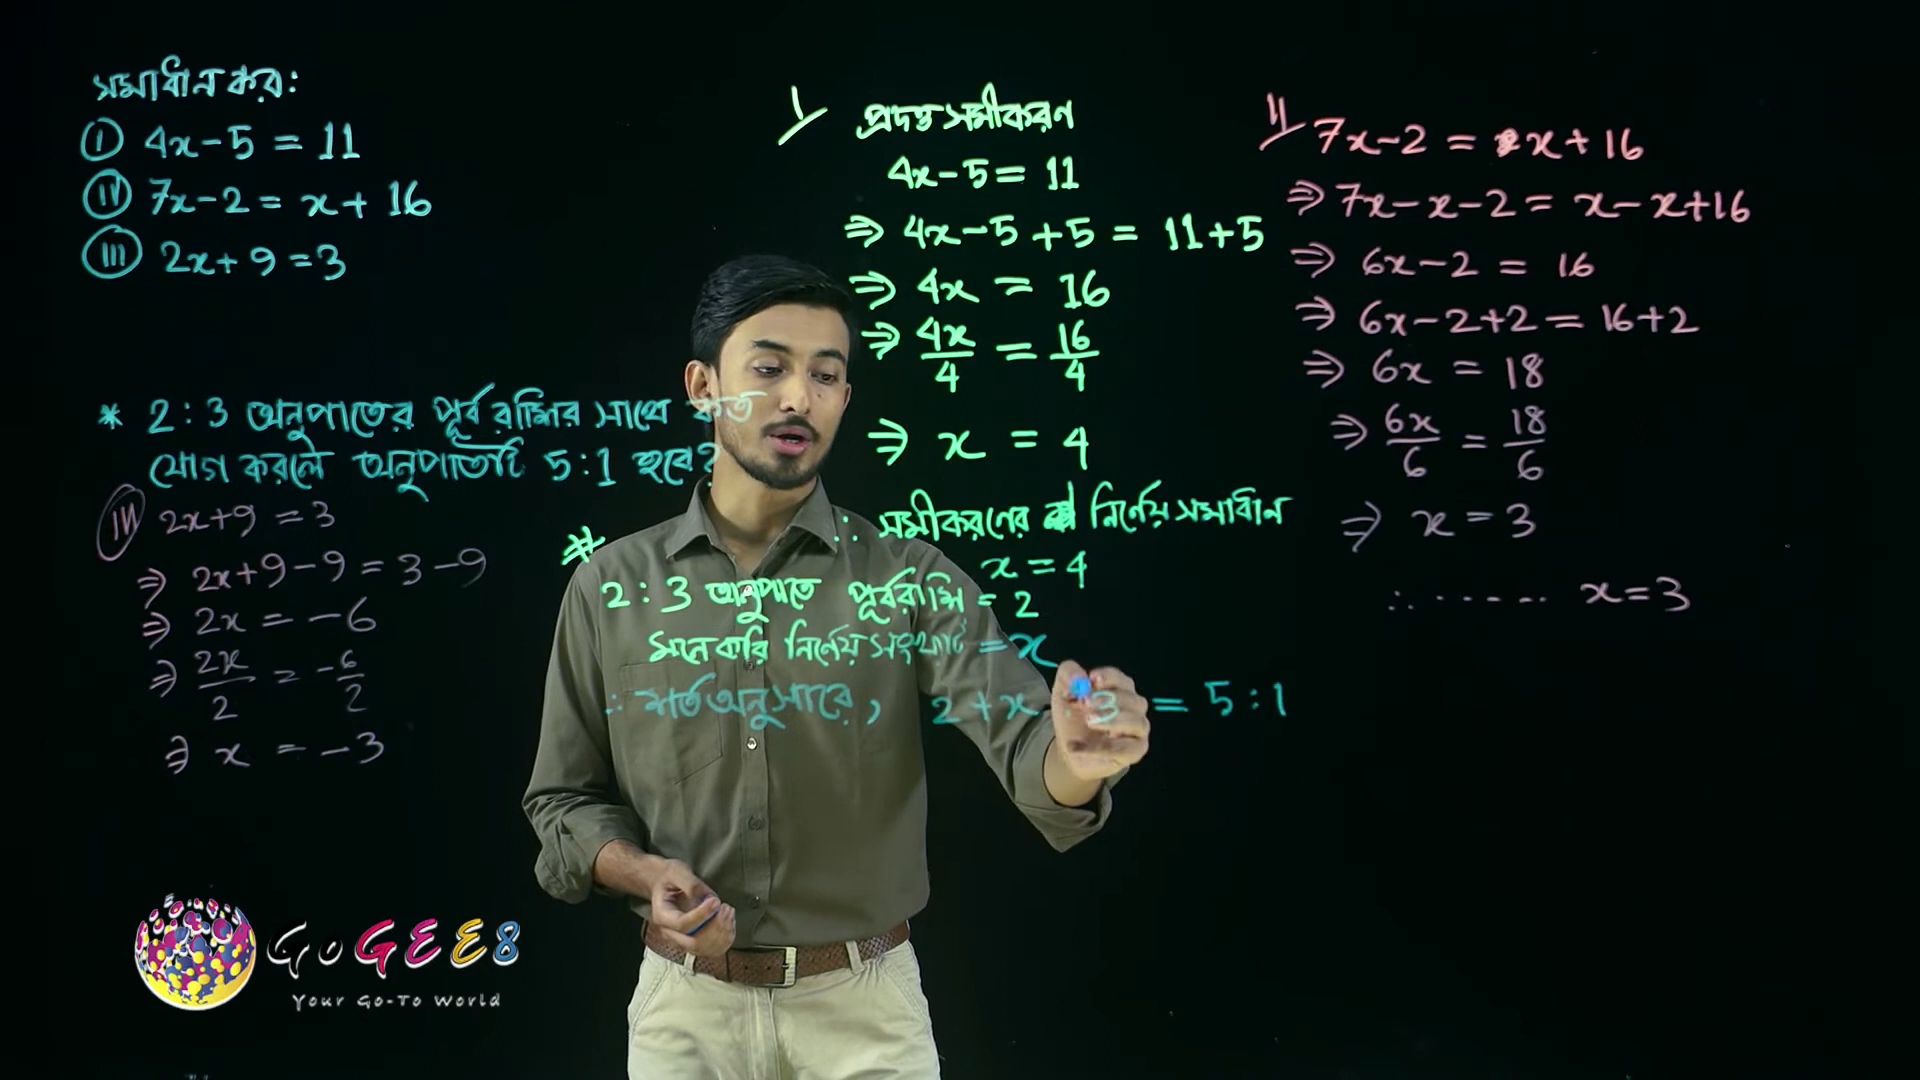 সমাধান কর:
(I) 4x-5 = 11
(II) 7x-2 = x+16
(III) 2x+9 = 3
* 2:3 অনুপাতের পূর্ব রাশির সাথে কত
যোগ করলে অনুপাতটি 5:1 হবে?
(III) 2x+9 = 3
⇒ 2x+9-9 = 3-9
⇒ 2x = -6
⇒ 2x/2 = -6/2
⇒ x = -3
I/ প্রদত্ত সমীকরণ
4x-5 = 11
⇒ 4x-5+5 = 11+5
⇒ 4x = 16
⇒ 4x/4 = 16/4
⇒ x = 4
∴ সমীকরণের নির্ণেয় সমাধান
x = 4
#
2:3 অনুপাতে পূর্বরাশি = 2
মনে করি নির্ণেয় সংখ্যাটি = x
∴ শর্ত অনুসারে, 2+x : 3 = 5:1
II/ 7x-2 = x+16
⇒ 7x-x-2 = x-x+16
⇒ 6x-2 = 16
⇒ 6x-2+2 = 16+2
⇒ 6x = 18
⇒ 6x/6 = 18/6
⇒ x = 3
∴ ...... x = 3
GoGEE8
Your Go-To World